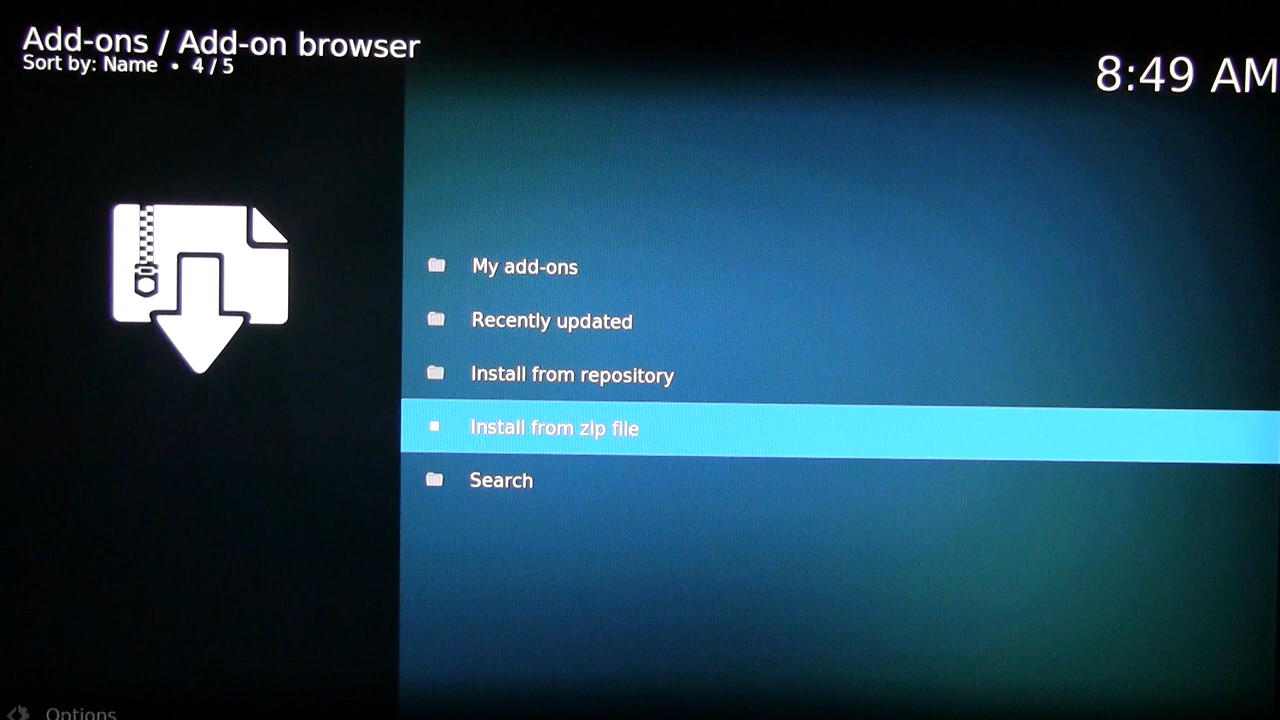 Add-ons / Add-on browser
Sort by: Name • 4 / 5
8:49 AM
My add-ons
Recently updated
Install from repository
Install from zip file
Search
Options